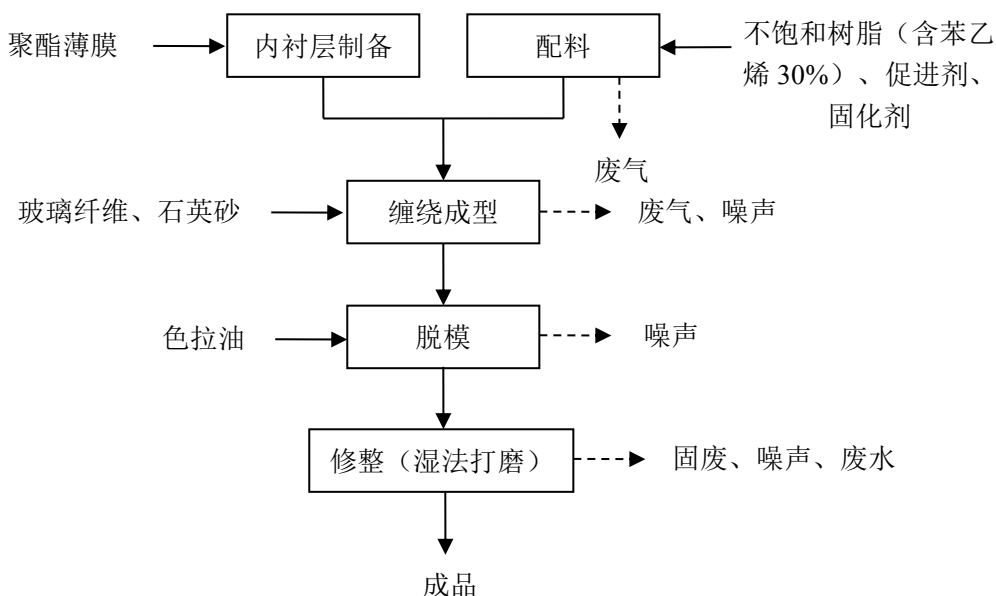 聚酯薄膜
内衬层制备
配料
不饱和树脂（含苯乙
烯 30%）、促进剂、
固化剂
废气
玻璃纤维、石英砂
缠绕成型
废气、噪声
色拉油
脱模
噪声
修整（湿法打磨）
固废、噪声、废水
成品